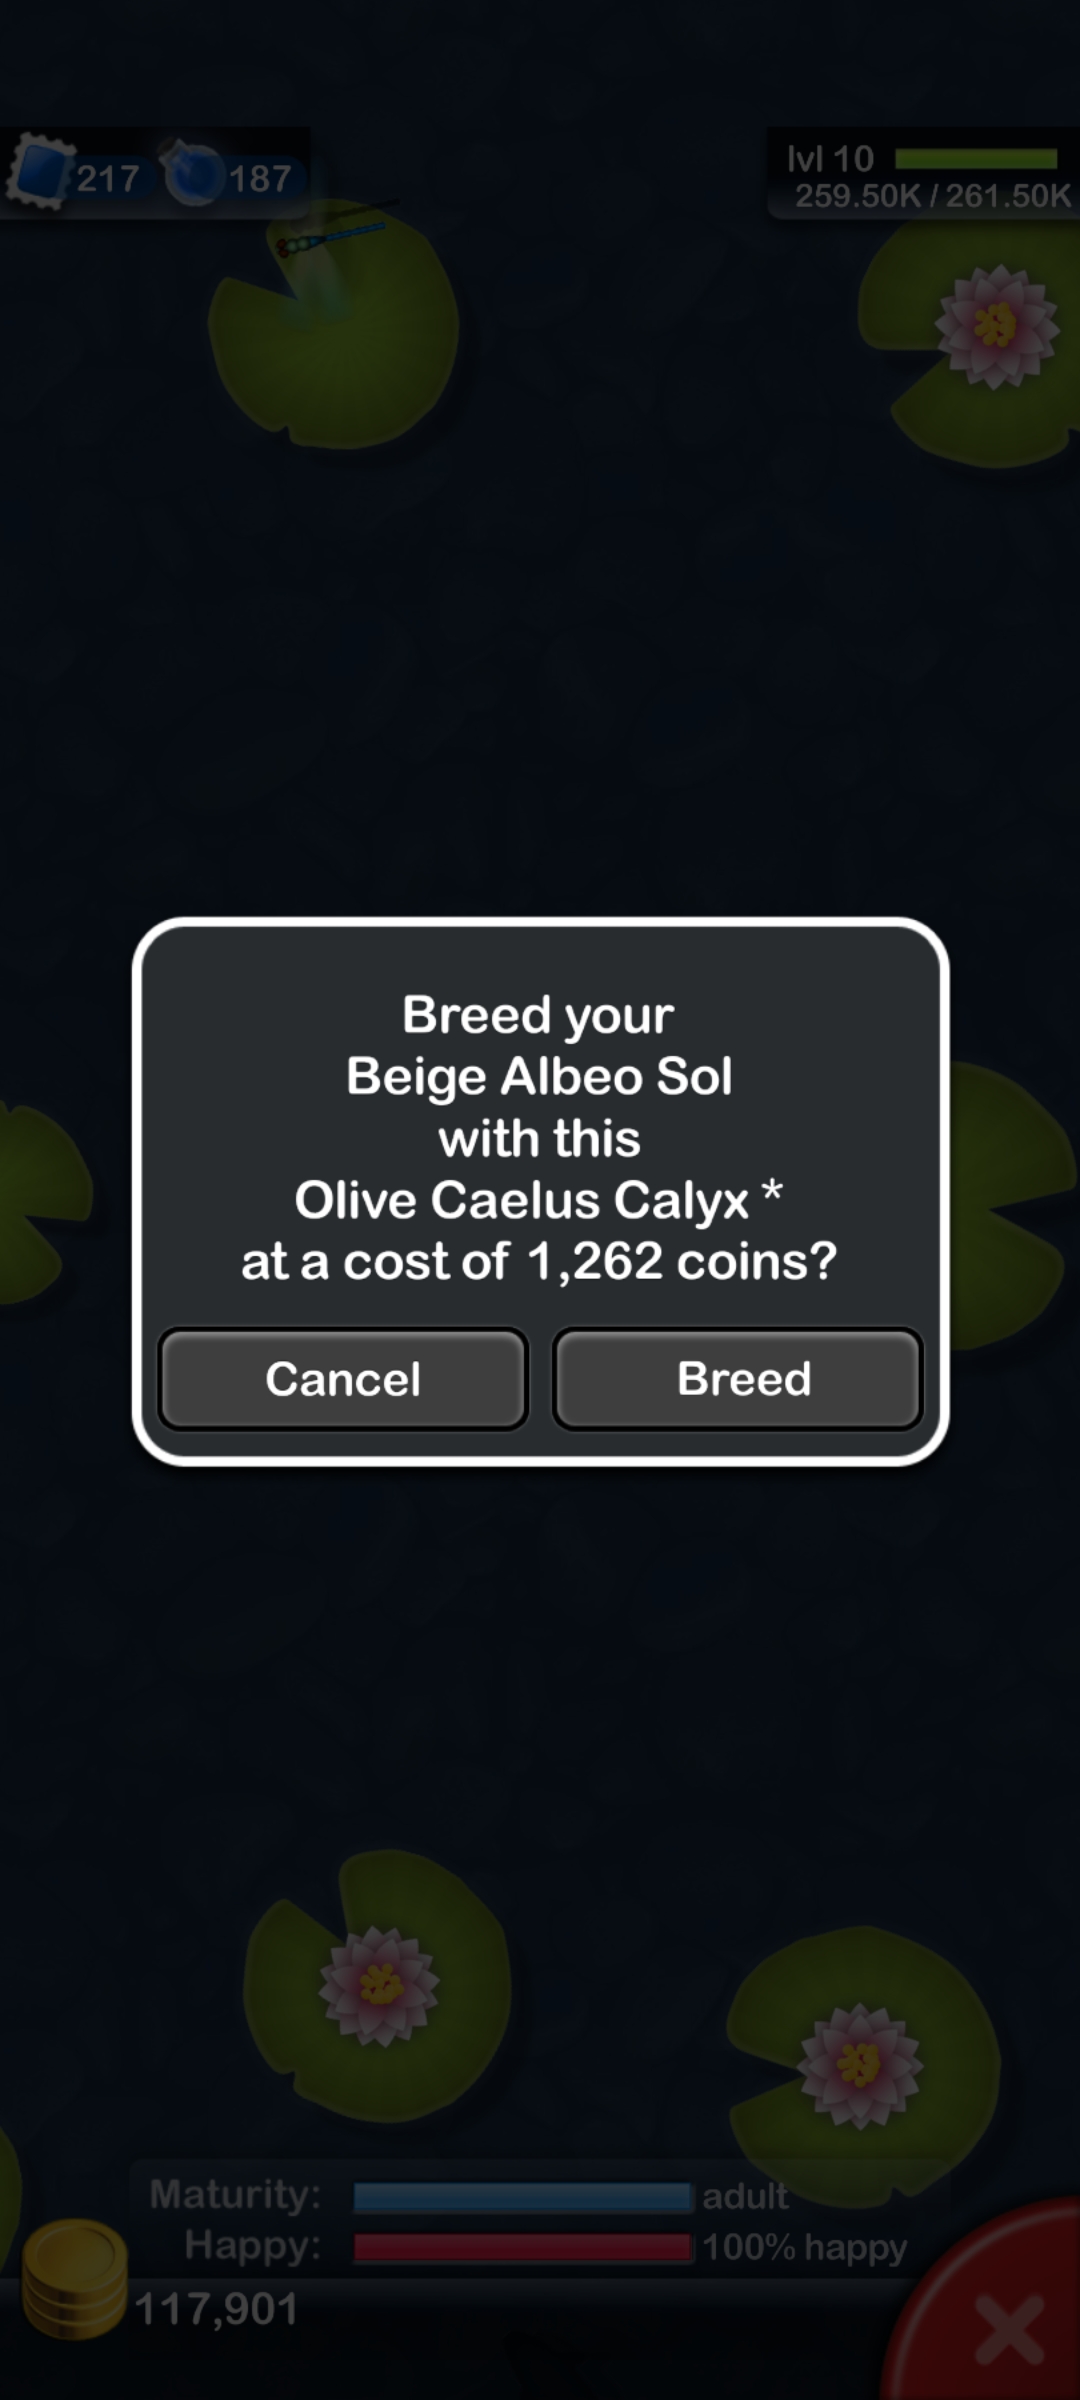 217
187
lvl 10
259.50K / 261.50K
Breed your
Beige Albeo Sol
with this
Olive Caelus Calyx *
at a cost of 1,262 coins?
Cancel
Breed
Maturity:
adult
Happy:
100% happy
117,901